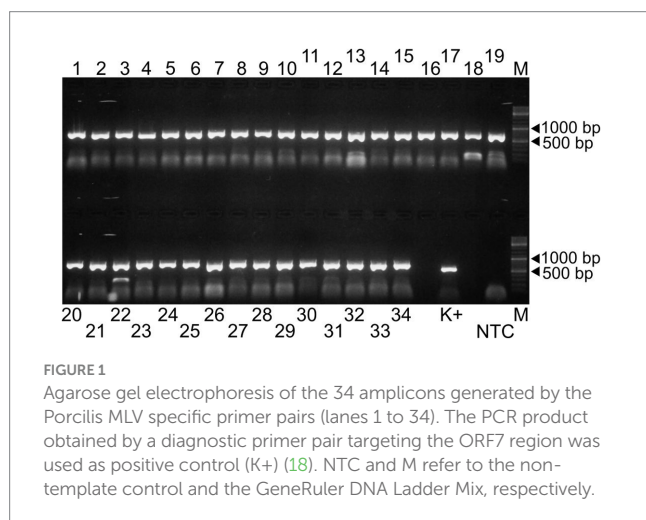 1 2 3 4 5 6 7 8 9 10 11 12 13 14 15 16 17 18 19 M
◄1000 bp
◄500 bp
◄1000 bp
◄500 bp
20 21 22 23 24 25 26 27 28 29 30 31 32 33 34 K+ NTC M
FIGURE 1
Agarose gel electrophoresis of the 34 amplicons generated by the
Porcilis MLV specific primer pairs (lanes 1 to 34). The PCR product
obtained by a diagnostic primer pair targeting the ORF7 region was
used as positive control (K+) (18). NTC and M refer to the non-
template control and the GeneRuler DNA Ladder Mix, respectively.